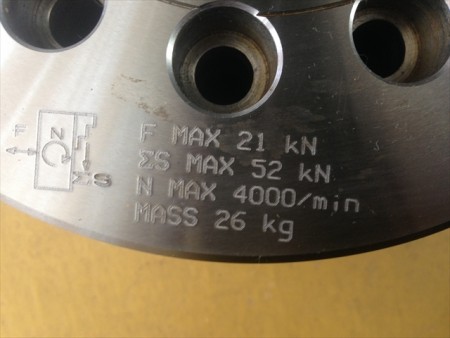 F MAX 21 kN
ΣS MAX 52 kN
N MAX 4000/min
MASS 26 kg
F
N
S